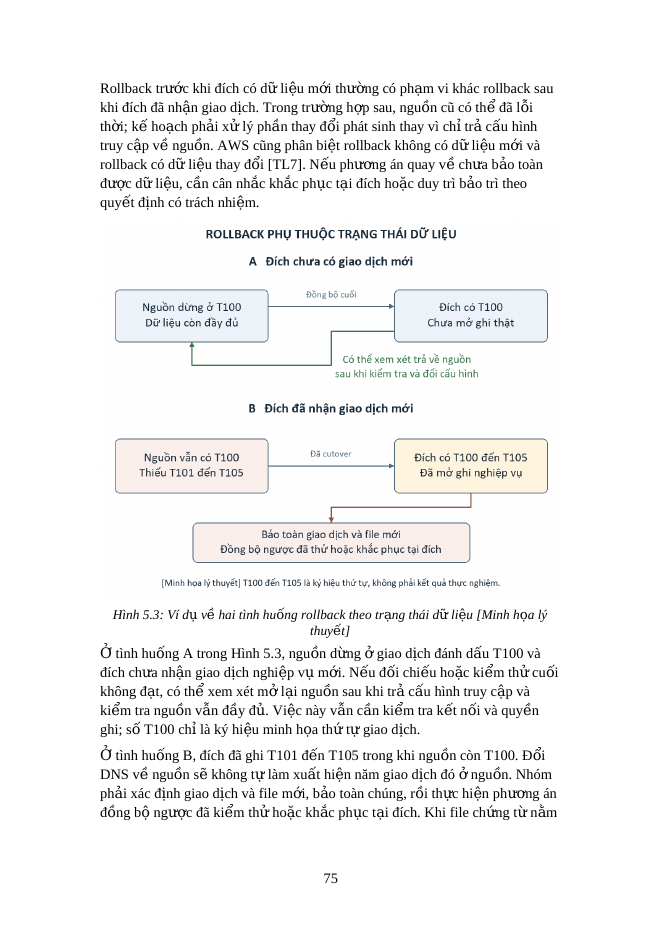 Rollback trước khi đích có dữ liệu mới thường có phạm vi khác rollback sau
khi đích đã nhận giao dịch. Trong trường hợp sau, nguồn cũ có thể đã lỗi
thời; kế hoạch phải xử lý phần thay đổi phát sinh thay vì chỉ trả cấu hình
truy cập về nguồn. AWS cũng phân biệt rollback không có dữ liệu mới và
rollback có dữ liệu thay đổi [TL7]. Nếu phương án quay về chưa bảo toàn
được dữ liệu, cần cân nhắc khắc phục tại đích hoặc duy trì bảo trì theo
quyết định có trách nhiệm.
ROLLBACK PHỤ THUỘC TRẠNG THÁI DỮ LIỆU
A Đích chưa có giao dịch mới
Nguồn dừng ở T100
Dữ liệu còn đầy đủ
Đồng bộ cuối
Đích có T100
Chưa mở ghi thật
Có thể xem xét trả về nguồn
sau khi kiểm tra và đổi cấu hình
B Đích đã nhận giao dịch mới
Nguồn vẫn có T100
Thiếu T101 đến T105
Đã cutover
Đích có T100 đến T105
Đã mở ghi nghiệp vụ
Bảo toàn giao dịch và file mới
Đồng bộ ngược đã thử hoặc khắc phục tại đích
[Minh họa lý thuyết] T100 đến T105 là ký hiệu thứ tự, không phải kết quả thực nghiệm.
Hình 5.3: Ví dụ về hai tình huống rollback theo trạng thái dữ liệu [Minh họa lý
thuyết]
Ở tình huống A trong Hình 5.3, nguồn dừng ở giao dịch đánh dấu T100 và
đích chưa nhận giao dịch nghiệp vụ mới. Nếu đối chiếu hoặc kiểm thử cuối
không đạt, có thể xem xét mở lại nguồn sau khi trả cấu hình truy cập và
kiểm tra nguồn vẫn đầy đủ. Việc này vẫn cần kiểm tra kết nối và quyền
ghi; số T100 chỉ là ký hiệu minh họa thứ tự giao dịch.
Ở tình huống B, đích đã ghi T101 đến T105 trong khi nguồn còn T100. Đổi
DNS về nguồn sẽ không tự làm xuất hiện năm giao dịch đó ở nguồn. Nhóm
phải xác định giao dịch và file mới, bảo toàn chúng, rồi thực hiện phương án
đồng bộ ngược đã kiểm thử hoặc khắc phục tại đích. Khi file chứng từ nằm
75